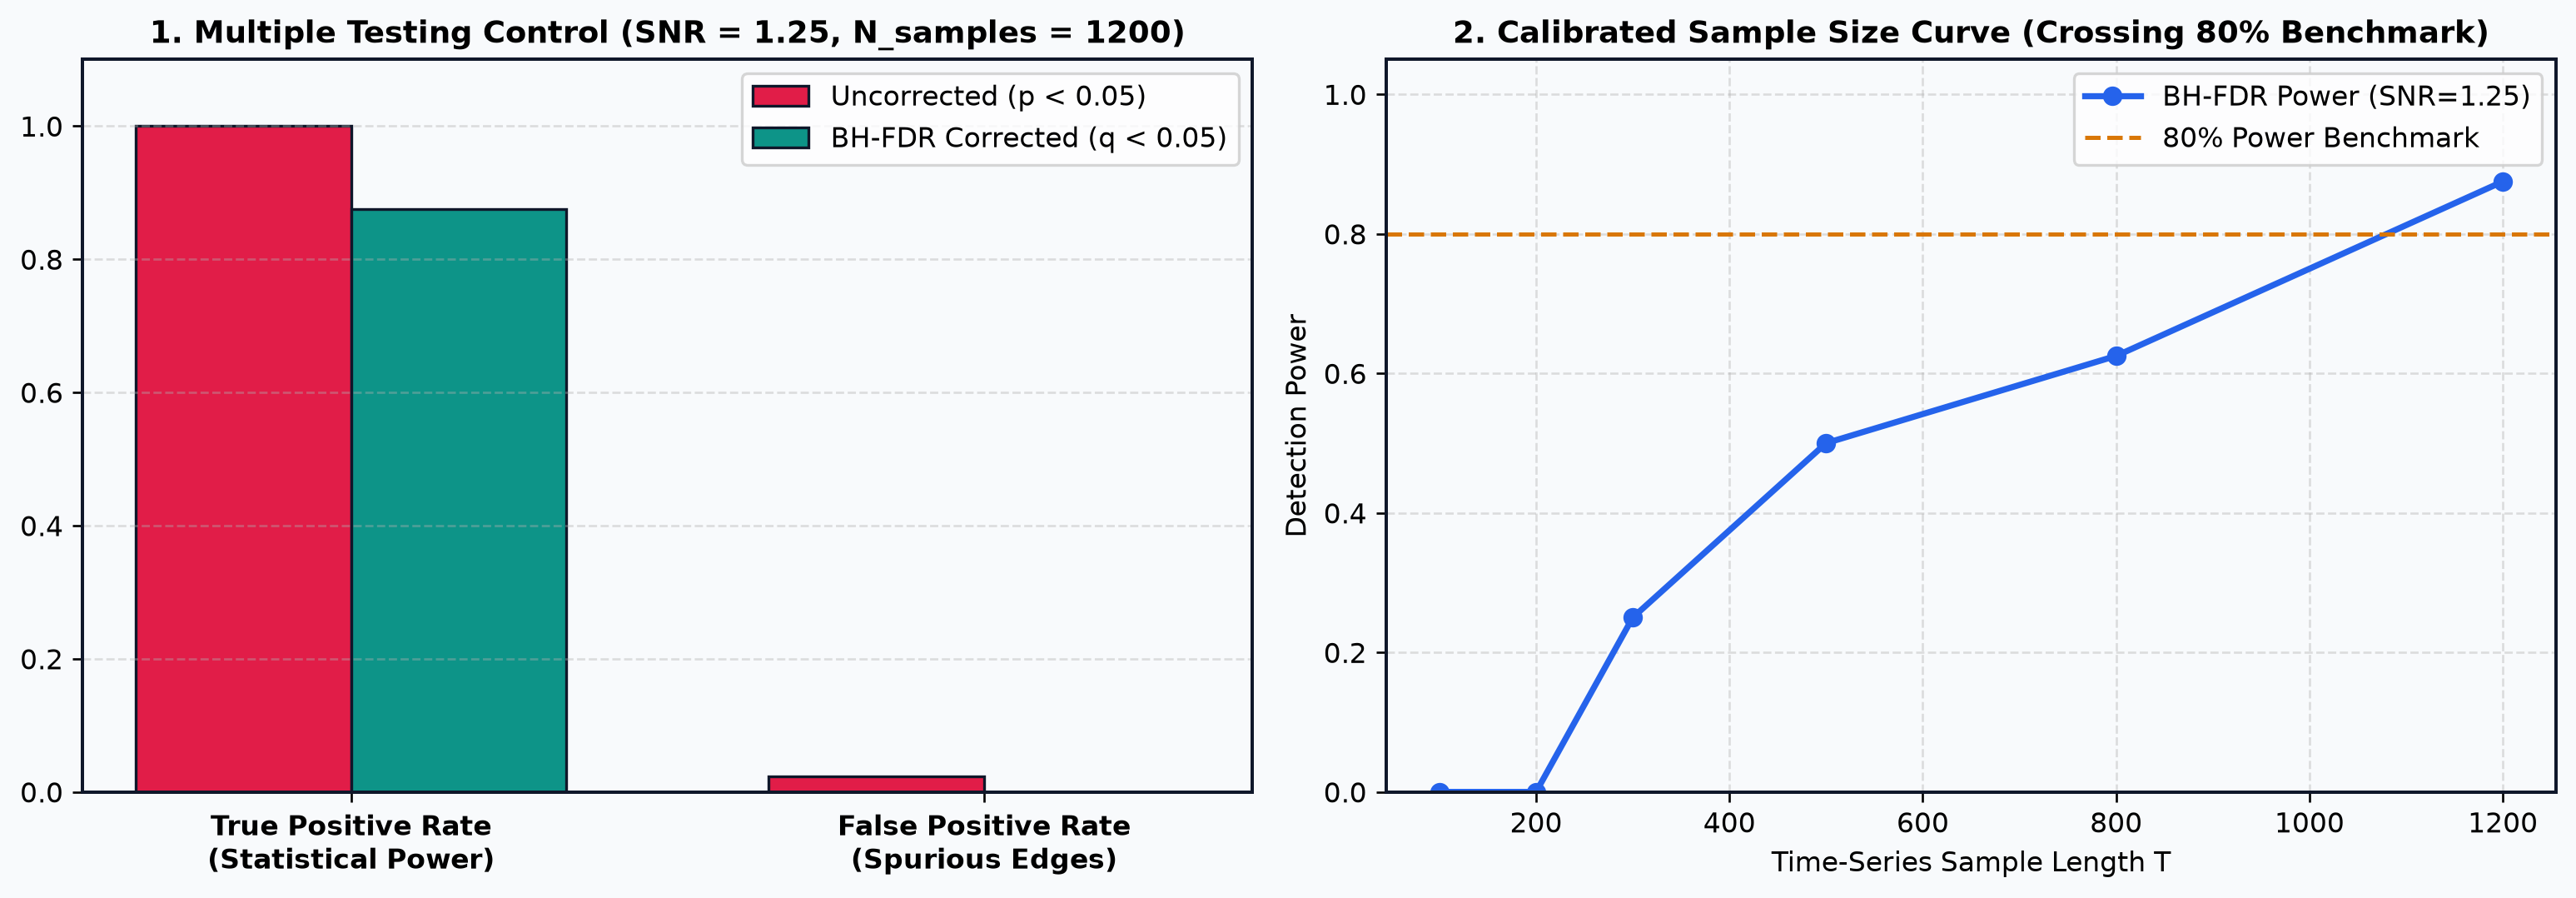 1. Multiple Testing Control (SNR = 1.25, N_samples = 1200)
Uncorrected (p < 0.05)
BH-FDR Corrected (q < 0.05)
1.0
0.8
0.6
0.4
0.2
0.0
True Positive Rate
(Statistical Power)
False Positive Rate
(Spurious Edges)
2. Calibrated Sample Size Curve (Crossing 80% Benchmark)
BH-FDR Power (SNR=1.25)
80% Power Benchmark
Detection Power
1.0
0.8
0.6
0.4
0.2
0.0
200 400 600 800 1000 1200
Time-Series Sample Length T